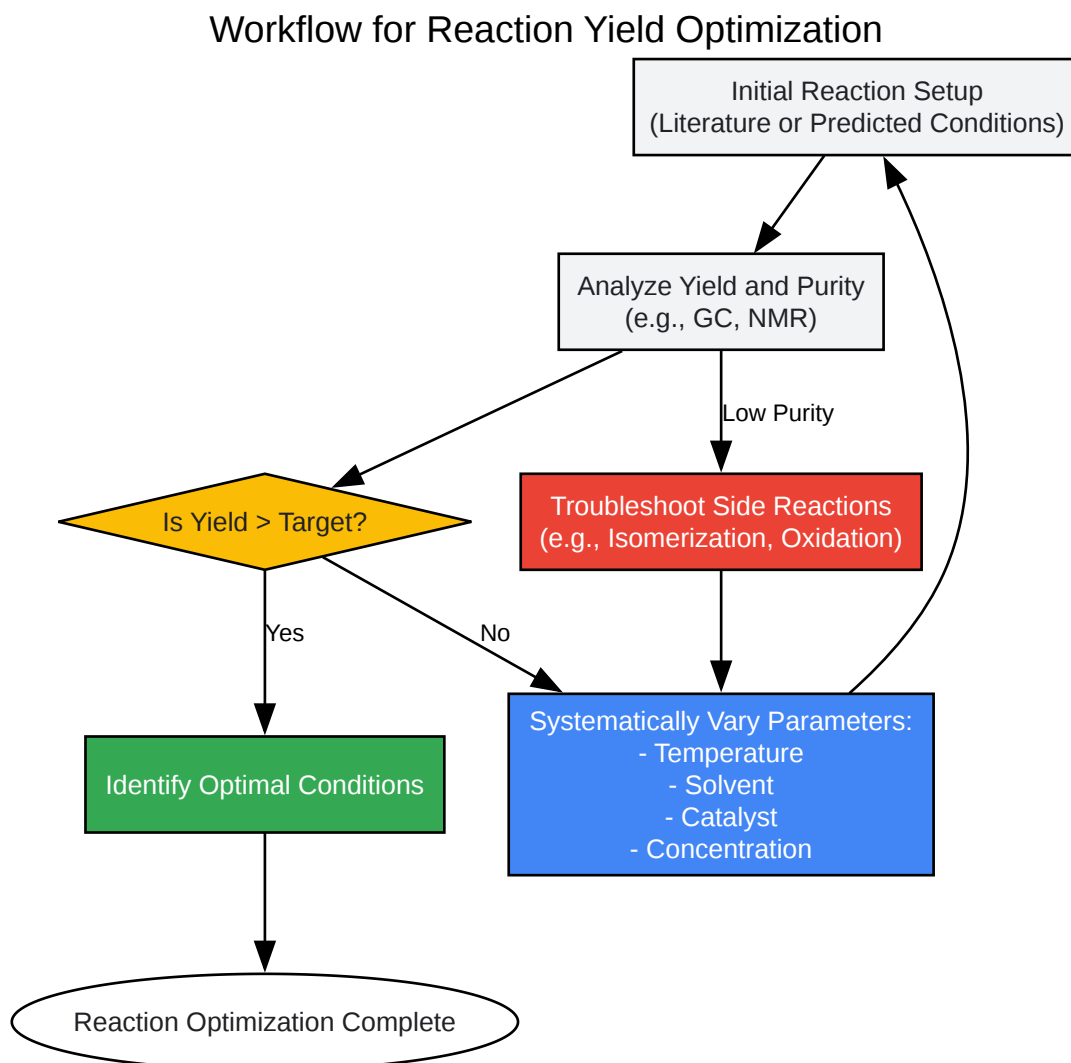 Workflow for Reaction Yield Optimization
Initial Reaction Setup
(Literature or Predicted Conditions)
Analyze Yield and Purity
(e.g., GC, NMR)
Low Purity
Is Yield > Target?
Troubleshoot Side Reactions
(e.g., Isomerization, Oxidation)
Yes
No
Systematically Vary Parameters:
- Temperature
- Solvent
- Catalyst
- Concentration
Identify Optimal Conditions
Reaction Optimization Complete